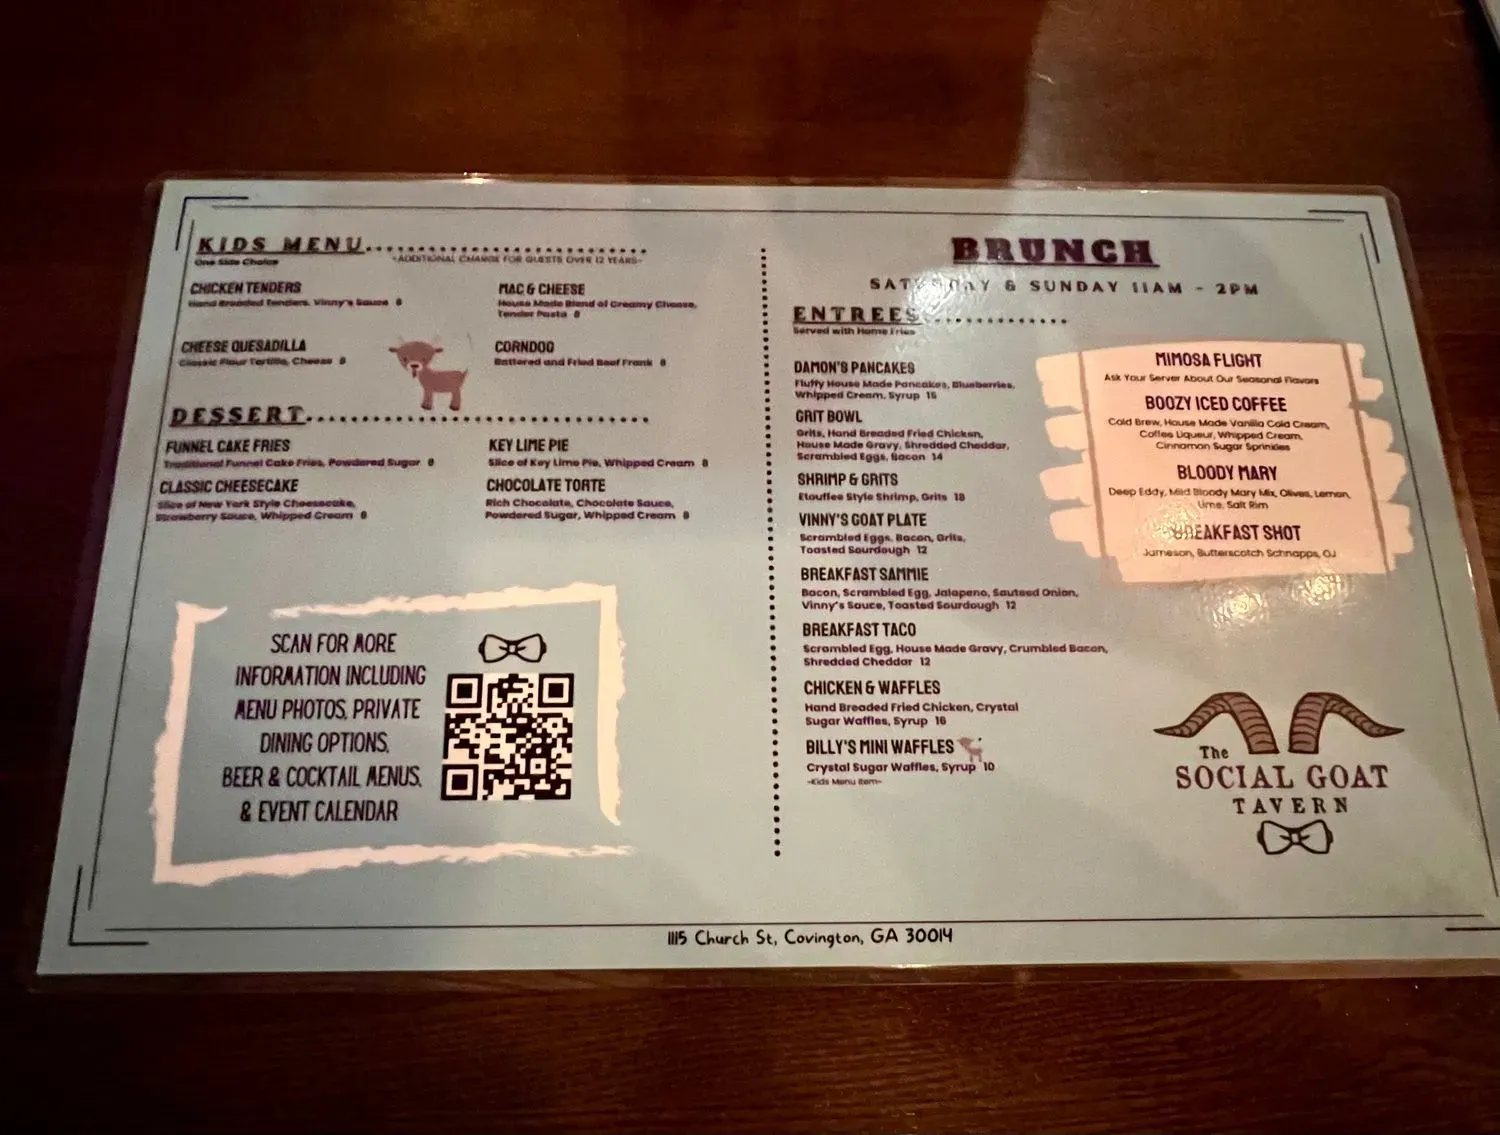 KIDS MENU
One Side Choice
-ADDITIONAL CHARGE FOR GUESTS OVER 12 YEARS-
CHICKEN TENDERS
Hand Breaded Tenders, Vinny's Sauce 8
MAC & CHEESE
House Made Blend of Creamy Cheese,
Tender Pasta 8
CHEESE QUESADILLA
Classic Flour Tortilla, Cheese 8
CORNDOG
Battered and Fried Beef Frank 8
DESSERT
FUNNEL CAKE FRIES
Traditional Funnel Cake Fries, Powdered Sugar 8
KEY LIME PIE
Slice of Key Lime Pie, Whipped Cream 8
CLASSIC CHEESECAKE
Slice of New York Style Cheesecake,
Strawberry Sauce, Whipped Cream 8
CHOCOLATE TORTE
Rich Chocolate, Chocolate Sauce,
Powdered Sugar, Whipped Cream 8
SCAN FOR MORE
INFORMATION INCLUDING
MENU PHOTOS, PRIVATE
DINING OPTIONS,
BEER & COCKTAIL MENUS,
& EVENT CALENDAR
BRUNCH
SATURDAY & SUNDAY 11AM - 2PM
ENTREES
Served with Home Fries
DAMON'S PANCAKES
Fluffy House Made Pancakes, Blueberries,
Whipped Cream, Syrup 15
GRIT BOWL
Grits, Hand Breaded Fried Chicken,
House Made Gravy, Shredded Cheddar,
Scrambled Eggs, Bacon 14
SHRIMP & GRITS
Etouffee Style Shrimp, Grits 18
VINNY'S GOAT PLATE
Scrambled Eggs, Bacon, Grits,
Toasted Sourdough 12
BREAKFAST SAMMIE
Bacon, Scrambled Egg, Jalapeno, Sauteed Onion,
Vinny's Sauce, Toasted Sourdough 12
BREAKFAST TACO
Scrambled Egg, House Made Gravy, Crumbled Bacon,
Shredded Cheddar 12
CHICKEN & WAFFLES
Hand Breaded Fried Chicken, Crystal
Sugar Waffles, Syrup 16
BILLY'S MINI WAFFLES
Crystal Sugar Waffles, Syrup 10
-Kids Menu Item-
MIMOSA FLIGHT
Ask Your Server About Our Seasonal Flavors
BOOZY ICED COFFEE
Cold Brew, House Made Vanilla Cold Cream,
Coffee Liqueur, Whipped Cream,
Cinnamon Sugar Sprinkles
BLOODY MARY
Deep Eddy, Mild Bloody Mary Mix, Olives, Lemon,
Lime, Salt Rim
BREAKFAST SHOT
Jameson, Butterscotch Schnapps, OJ
The
SOCIAL GOAT
TAVERN
1115 Church St, Covington, GA 30014